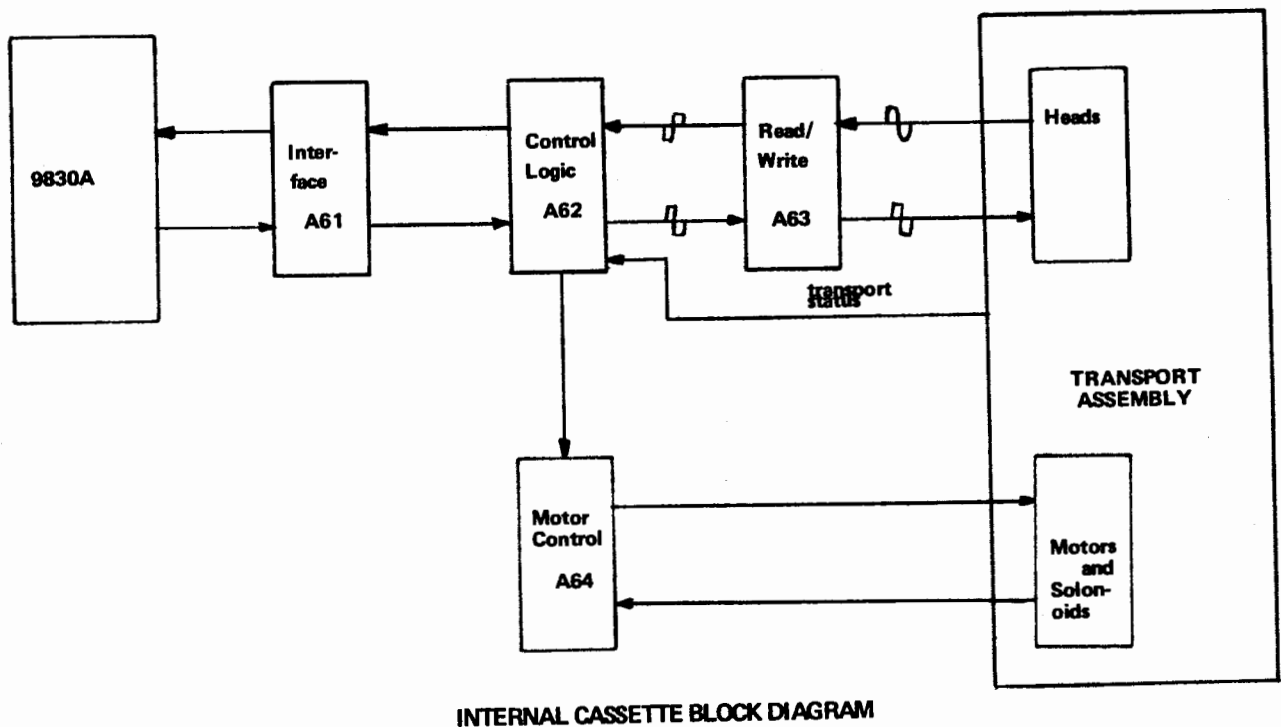 9830A
Inter-
face
A61
Control
Logic
A62
Read/
Write
A63
Heads
transport
status
TRANSPORT
ASSEMBLY
Motor
Control
A64
Motors
and
Solon-
oids
INTERNAL CASSETTE BLOCK DIAGRAM